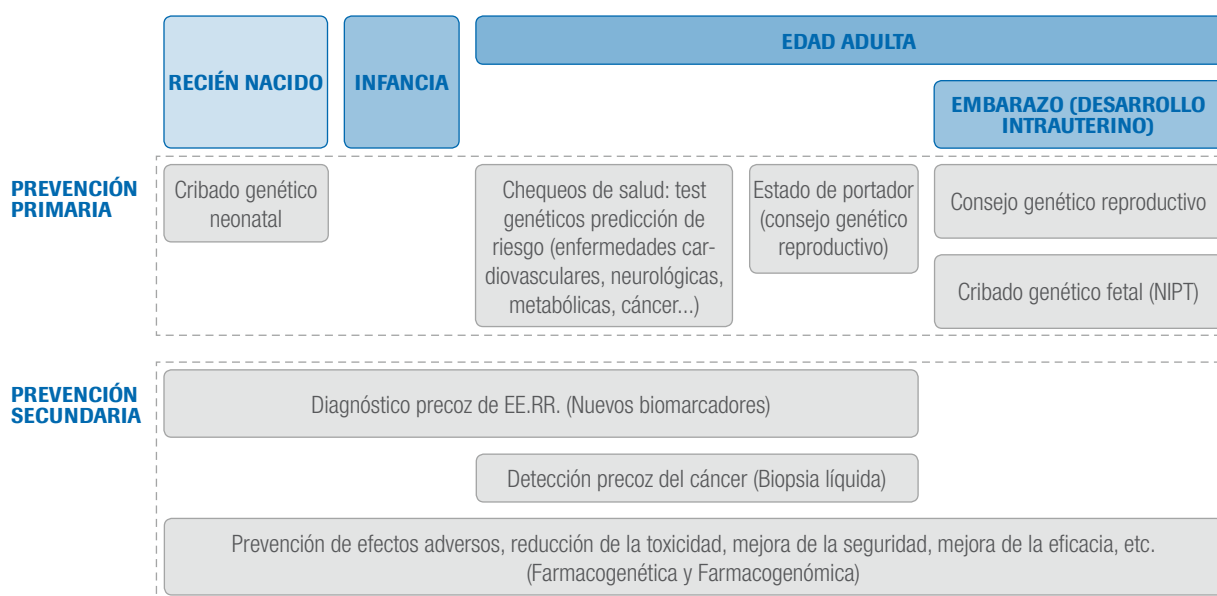 EDAD ADULTA
RECIÉN NACIDO
INFANCIA
EMBARAZO (DESARROLLO
INTRAUTERINO)
PREVENCIÓN
PRIMARIA
Cribado genético
neonatal
Chequeos de salud: test
genéticos predicción de
riesgo (enfermedades car-
diovasculares, neurológicas,
metabólicas, cáncer...)
Estado de portador
(consejo genético
reproductivo)
Consejo genético reproductivo
Cribado genético fetal (NIPT)
PREVENCIÓN
SECUNDARIA
Diagnóstico precoz de EE.RR. (Nuevos biomarcadores)
Detección precoz del cáncer (Biopsia líquida)
Prevención de efectos adversos, reducción de la toxicidad, mejora de la seguridad, mejora de la eficacia, etc.
(Farmacogenética y Farmacogenómica)